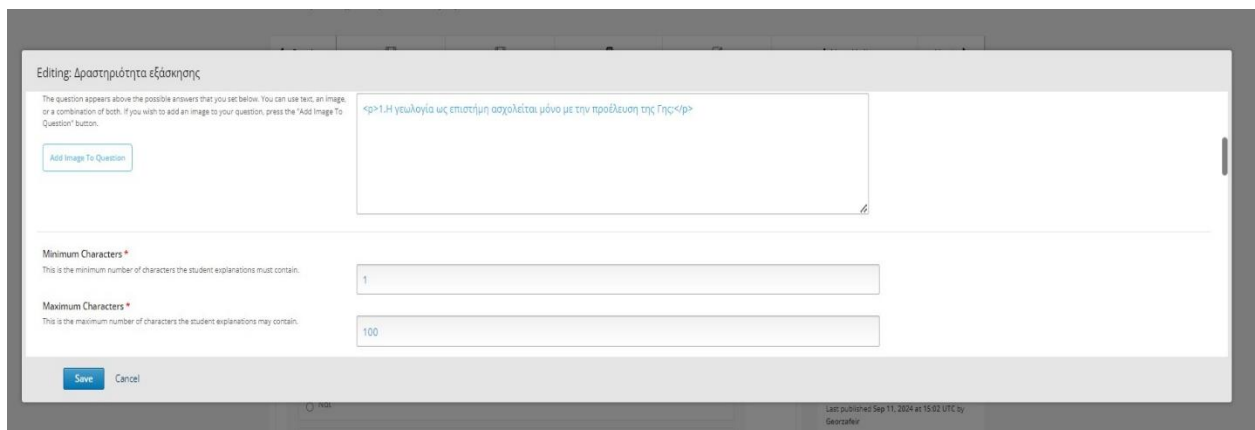 Editing: Δραστηριότητα εξάσκησης
The question appears above the possible answers that you set below. You can use text, an image,
or a combination of both. If you wish to add an image to your question, press the "Add Image To
Question" button.
<p>1.Η γεωλογία ως επιστήμη ασχολείται μόνο με την προέλευση της Γης;</p>
Add Image To Question
Minimum Characters *
This is the minimum number of characters the student explanations must contain.
1
Maximum Characters *
This is the maximum number of characters the student explanations may contain.
100
Save Cancel
Last published Sep 11, 2024 at 15:02 UTC by
Georzafeir